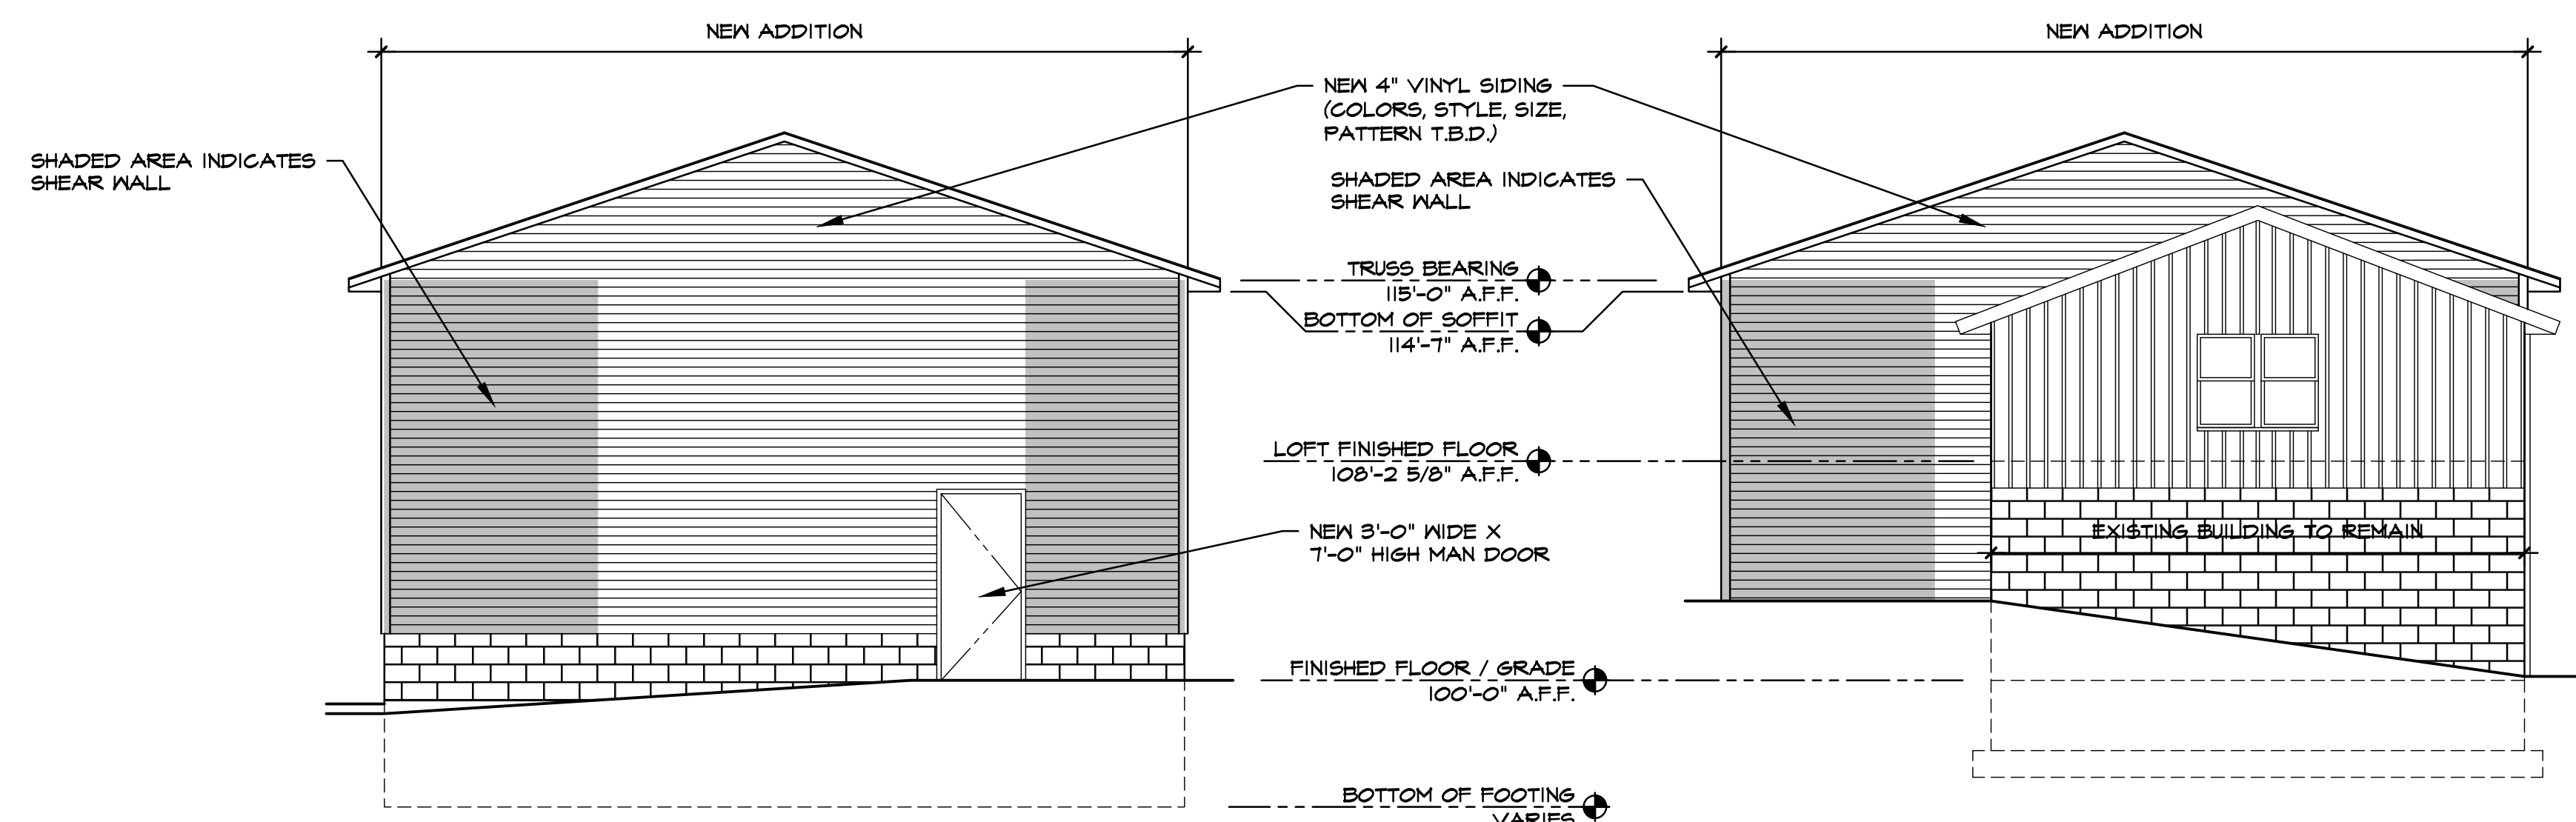 NEW ADDITION
NEW ADDITION
NEW 4" VINYL SIDING
(COLORS, STYLE, SIZE,
PATTERN T.B.D.)
SHADED AREA INDICATES
SHEAR WALL
SHADED AREA INDICATES
SHEAR WALL
TRUSS BEARING
115'-0" A.F.F.
BOTTOM OF SOFFIT
114'-7" A.F.F.
LOFT FINISHED FLOOR
108'-2 5/8" A.F.F.
NEW 3'-0" WIDE X
7'-0" HIGH MAN DOOR
EXISTING BUILDING TO REMAIN
FINISHED FLOOR / GRADE
100'-0" A.F.F.
BOTTOM OF FOOTING
VARIES